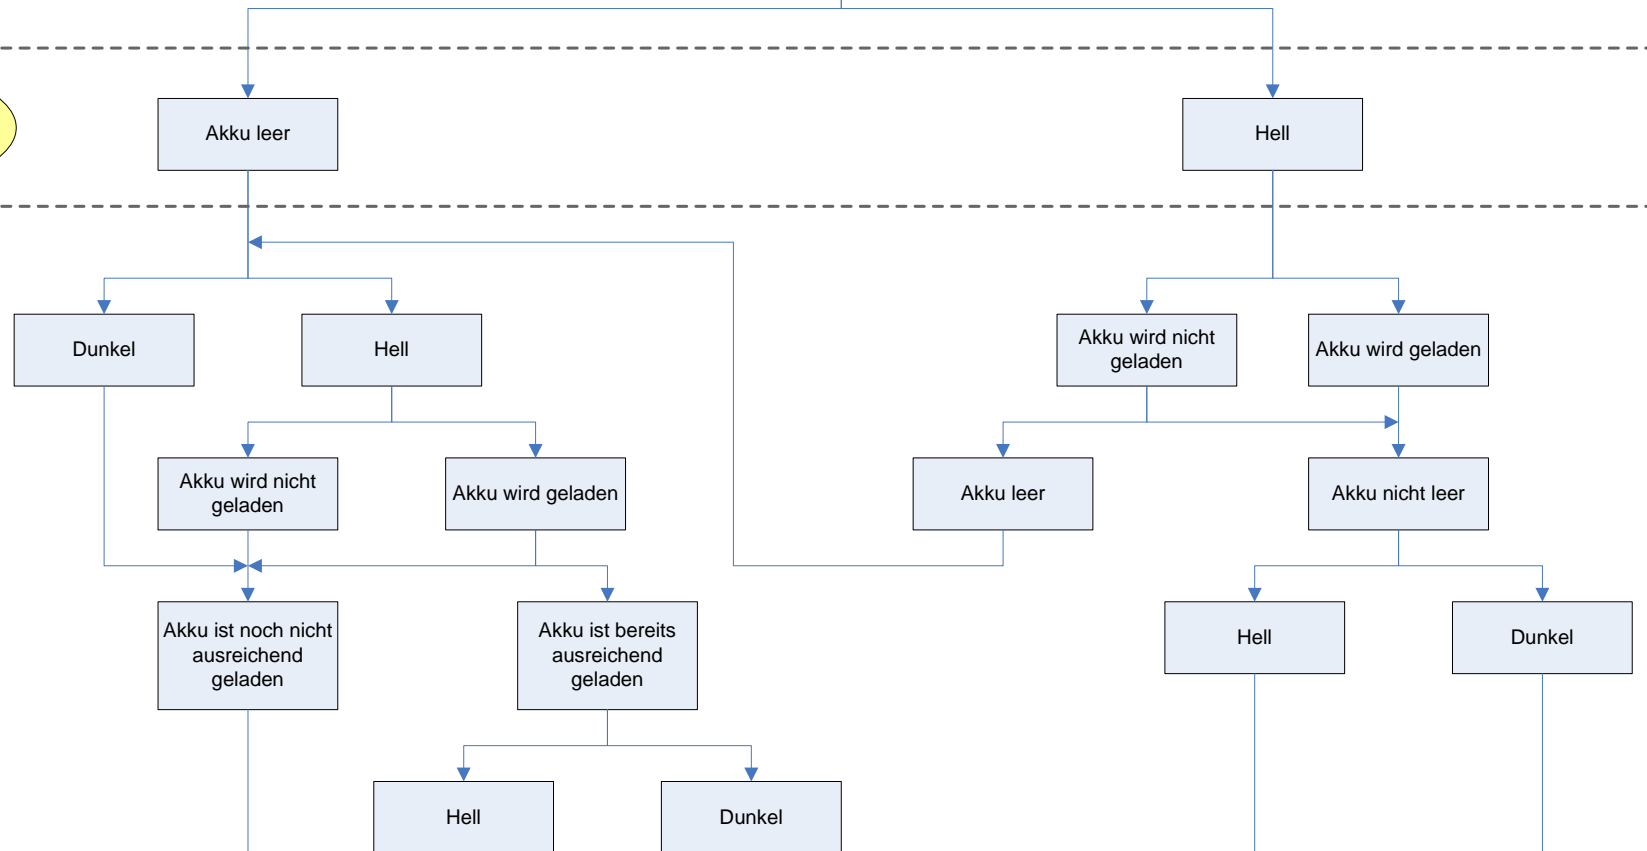 Akku leer
Hell
Dunkel
Hell
Akku wird nicht
geladen
Akku wird geladen
Akku wird nicht
geladen
Akku wird geladen
Akku leer
Akku nicht leer
Akku ist noch nicht
ausreichend
geladen
Akku ist bereits
ausreichend
geladen
Hell
Dunkel
Hell
Dunkel